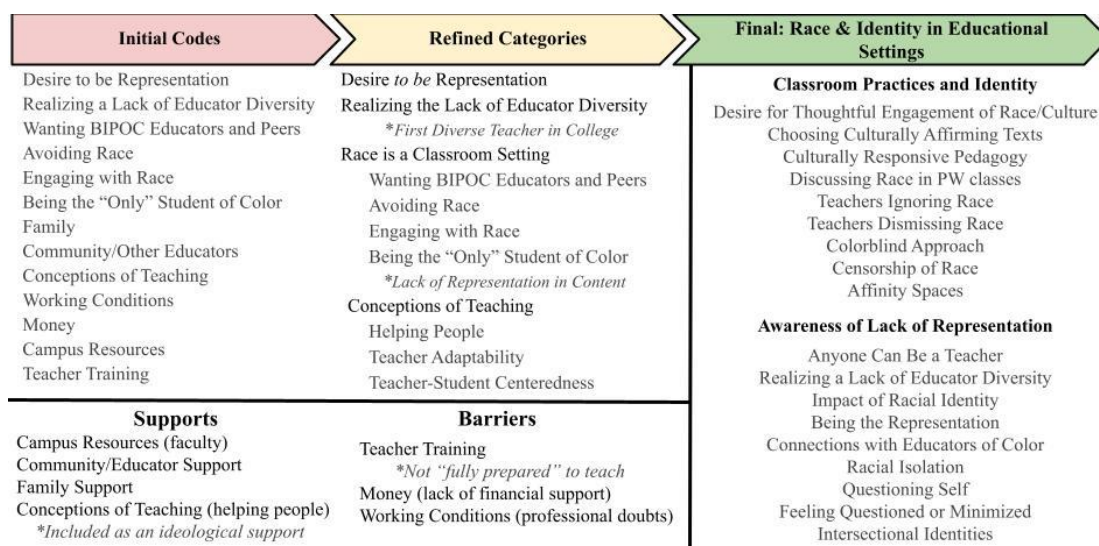 Initial Codes
Desire to be Representation
Realizing a Lack of Educator Diversity
Wanting BIPOC Educators and Peers
Avoiding Race
Engaging with Race
Being the “Only” Student of Color
Family
Community/Other Educators
Conceptions of Teaching
Working Conditions
Money
Campus Resources
Teacher Training
Refined Categories
Desire to be Representation
Realizing the Lack of Educator Diversity
*First Diverse Teacher in College
Race is a Classroom Setting
Wanting BIPOC Educators and Peers
Avoiding Race
Engaging with Race
Being the “Only” Student of Color
*Lack of Representation in Content
Conceptions of Teaching
Helping People
Teacher Adaptability
Teacher-Student Centeredness
Supports
Campus Resources (faculty)
Community/Educator Support
Family Support
Conceptions of Teaching (helping people)
*Included as an ideological support
Barriers
Teacher Training
*Not “fully prepared” to teach
Money (lack of financial support)
Working Conditions (professional doubts)
Final: Race & Identity in Educational
Settings
Classroom Practices and Identity
Desire for Thoughtful Engagement of Race/Culture
Choosing Culturally Affirming Texts
Culturally Responsive Pedagogy
Discussing Race in PW classes
Teachers Ignoring Race
Teachers Dismissing Race
Colorblind Approach
Censorship of Race
Affinity Spaces
Awareness of Lack of Representation
Anyone Can Be a Teacher
Realizing a Lack of Educator Diversity
Impact of Racial Identity
Being the Representation
Connections with Educators of Color
Racial Isolation
Questioning Self
Feeling Questioned or Minimized
Intersectional Identities